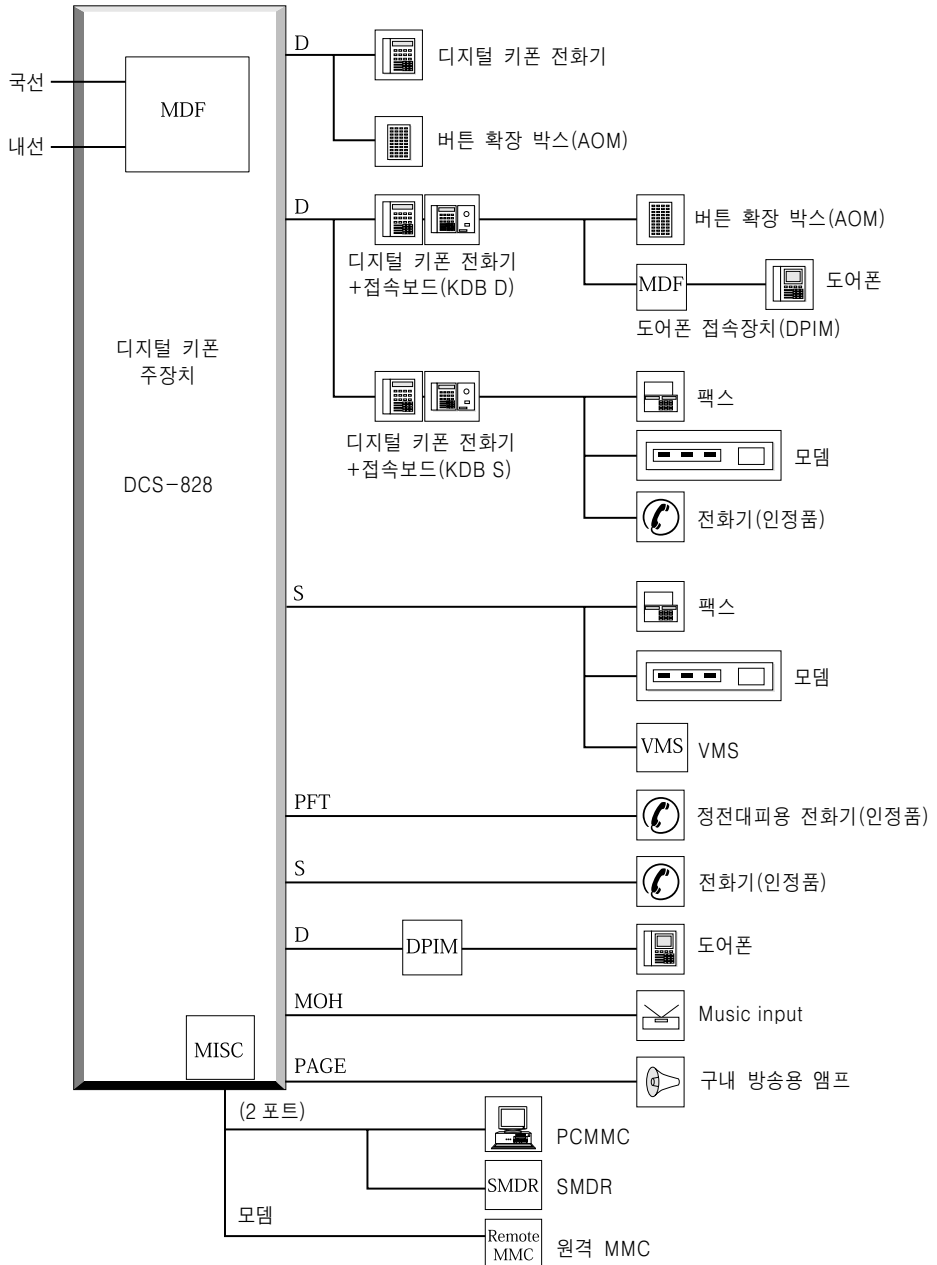 D
디지털 키폰 전화기
국선
MDF
내선
버튼 확장 박스(AOM)
D
버튼 확장 박스(AOM)
디지털 키폰 전화기
+접속보드(KDB D)
MDF
도어폰
도어폰 접속장치(DPIM)
디지털 키폰
주장치
팩스
디지털 키폰 전화기
+접속보드(KDB S)
모뎀
DCS-828
전화기(인정품)
S
팩스
모뎀
VMS
VMS
PFT
정전대피용 전화기(인정품)
S
전화기(인정품)
D
DPIM
도어폰
MOH
Music input
MISC
PAGE
구내 방송용 앰프
(2 포트)
PCMMC
SMDR
SMDR
모뎀
Remote
MMC
원격 MMC